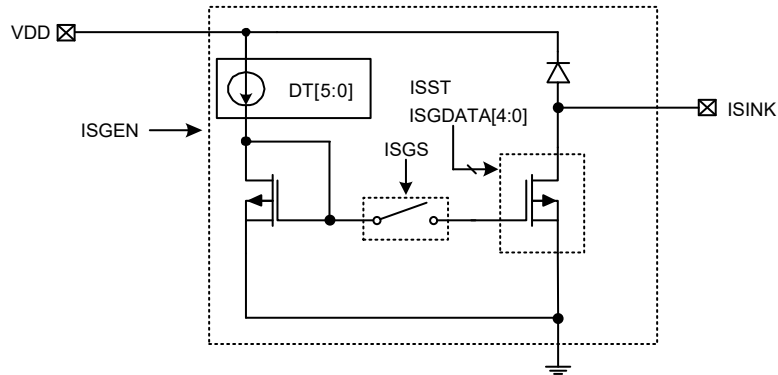 VDD
DT[5:0]
ISST
ISGDATA[4:0]
ISINK
ISGEN
ISGS